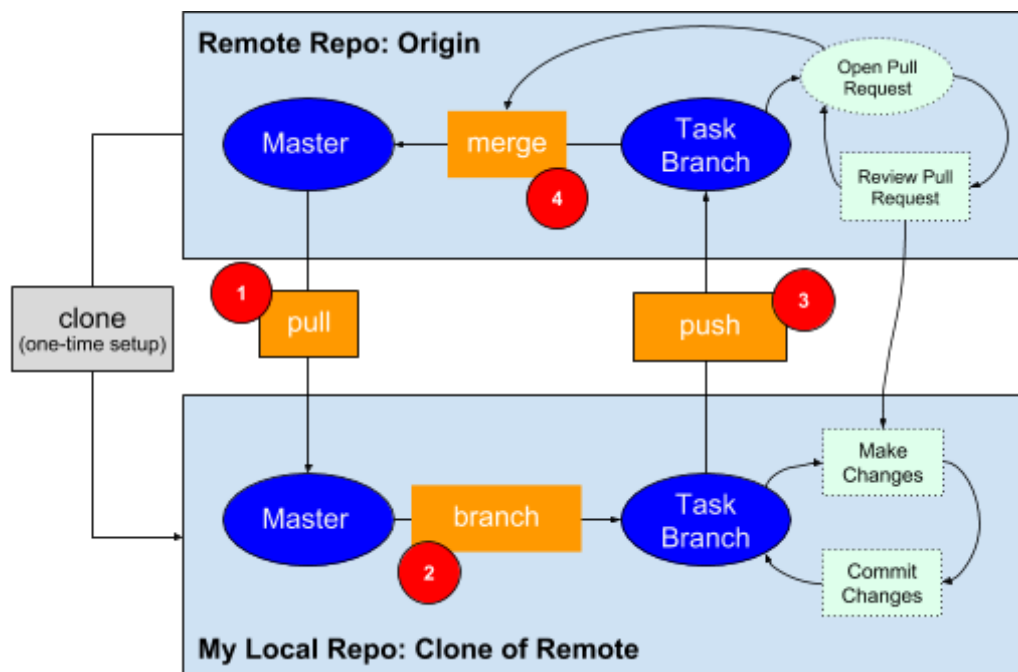 Remote Repo: Origin
Open Pull
Request
Master
merge
Task
Branch
4
Review Pull
Request
1
pull
3
push
clone
(one-time setup)
Make
Changes
Master
branch
2
Task
Branch
Commit
Changes
My Local Repo: Clone of Remote